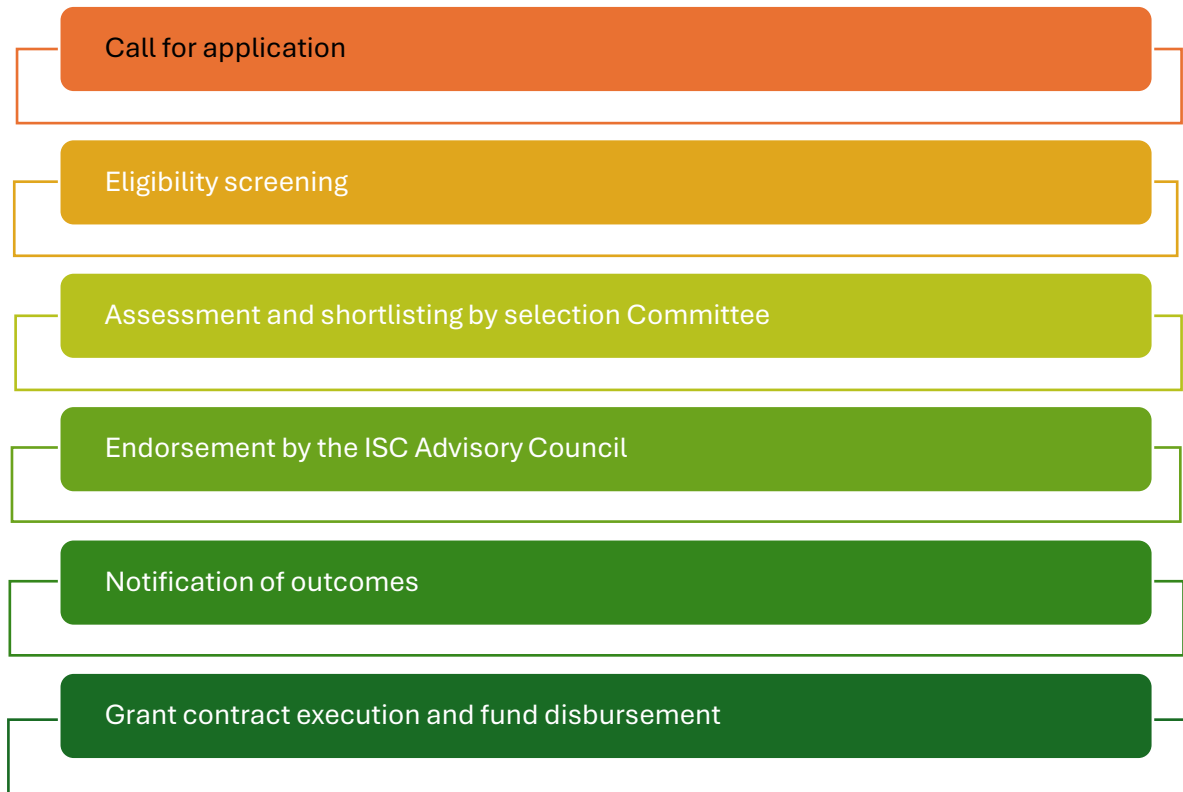 Call for application
Eligibility screening
Assessment and shortlisting by selection Committee
Endorsement by the ISC Advisory Council
Notification of outcomes
Grant contract execution and fund disbursement